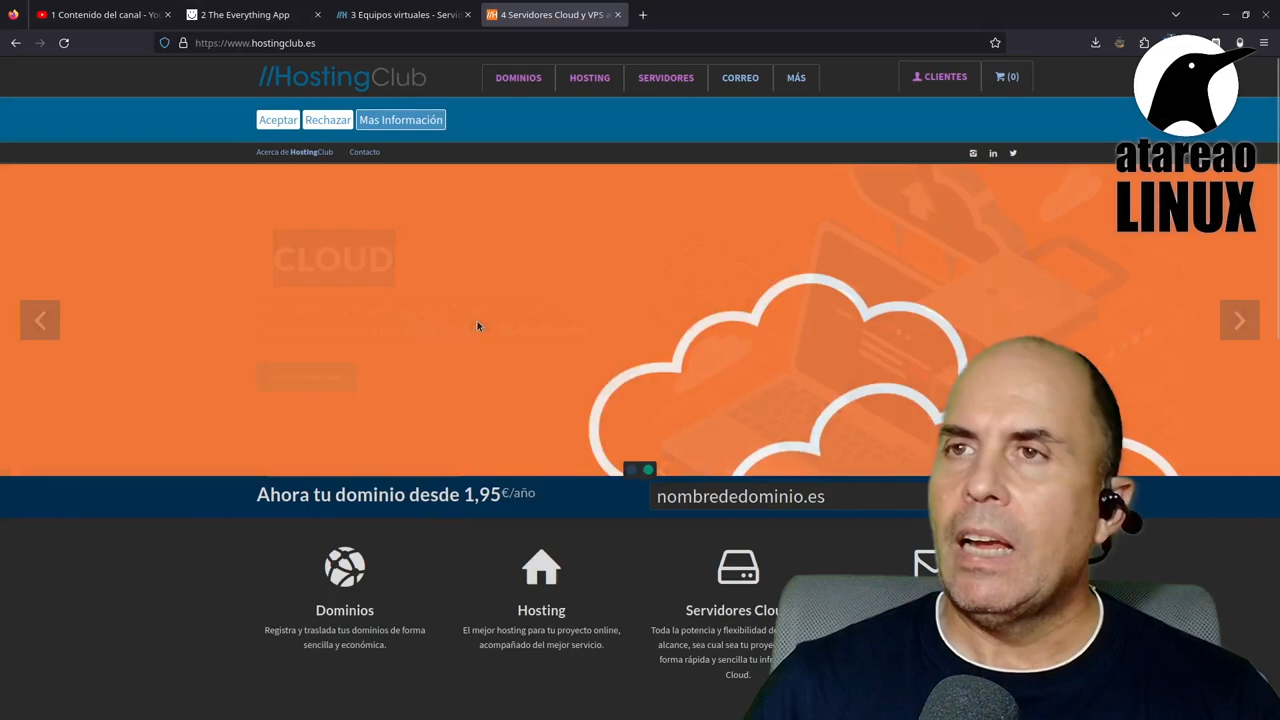 1 Contenido del canal - You
2 The Everything App
3 Equipos virtuales - Servid
4 Servidores Cloud y VPS a
https://www.hostingclub.es
//HostingClub
DOMINIOS
HOSTING
SERVIDORES
CORREO
MÁS
CLIENTES
(0)
Aceptar
Rechazar
Mas Información
Acerca de HostingClub
Contacto
atareao
LINUX
CLOUD
Ahora tu dominio desde 1,95€/año
nombrededominio.es
Dominios
Registra y traslada tus dominios de forma
sencilla y económica.
Hosting
El mejor hosting para tu proyecto online,
acompañado del mejor servicio.
Servidores Clou
Toda la potencia y flexibilidad de
alcance, sea cual sea tu proye
forma rápida y sencilla tu inf
Cloud.